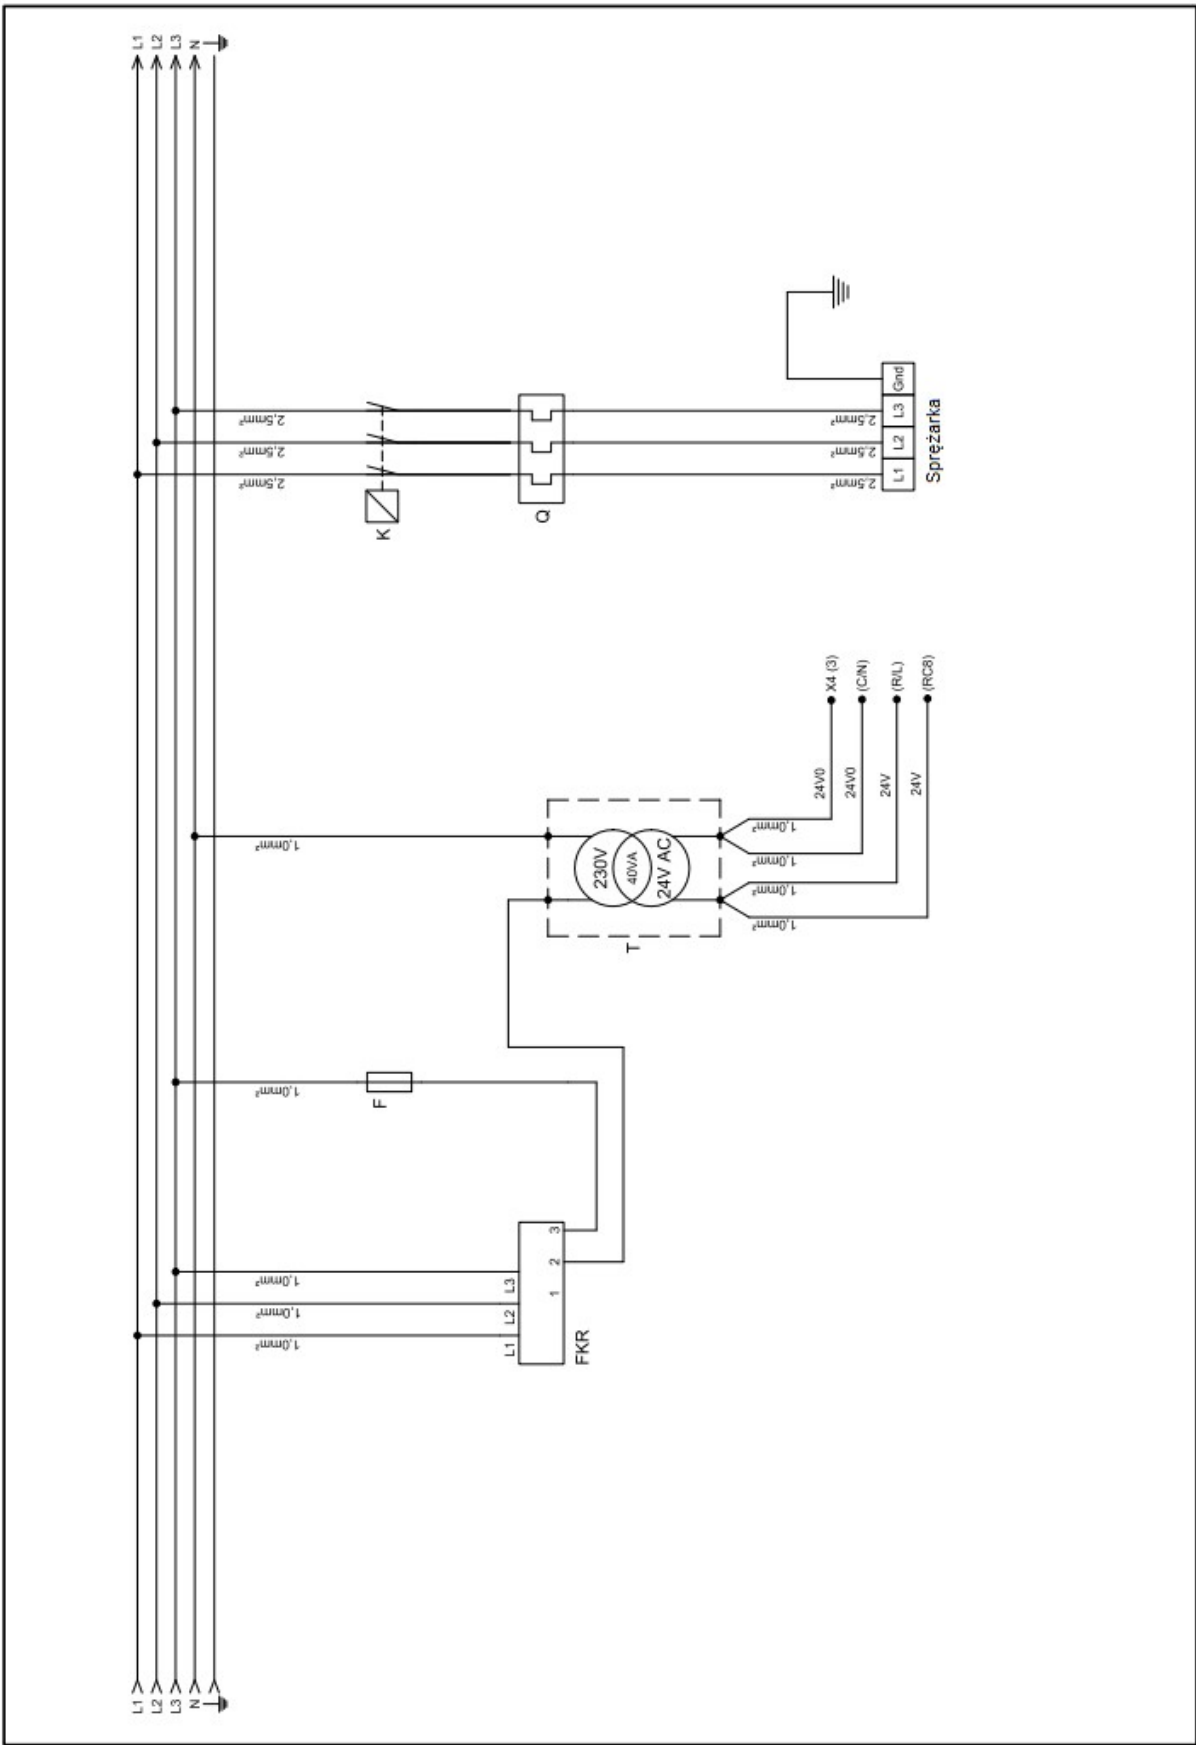 L1
L2
L3
N
L1
L2
L3
N
1,0mm²
1,0mm²
1,0mm²
L1
L2
L3
1
2
3
FKR
1,0mm²
F
1,0mm²
230V
40VA
24V AC
T
1,0mm²
1,0mm²
1,0mm²
1,0mm²
24V0
24V0
24V
24V
X4 (3)
(C/N)
(R/L)
(RC8)
2,5mm²
2,5mm²
2,5mm²
K
Q
2,5mm²
2,5mm²
2,5mm²
L1
L2
L3
Gnd
Sprężarka